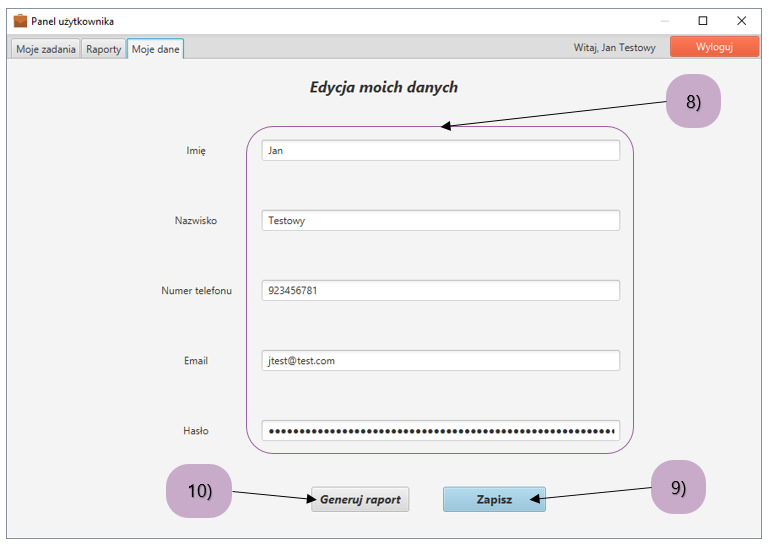 Panel użytkownika
Moje zadania Raporty Moje dane Witaj, Jan Testowy Wyloguj
Edycja moich danych
8)
Imię Jan
Nazwisko Testowy
Numer telefonu 923456781
Email jtest@test.com
Hasło
10) Generuj raport Zapisz 9)